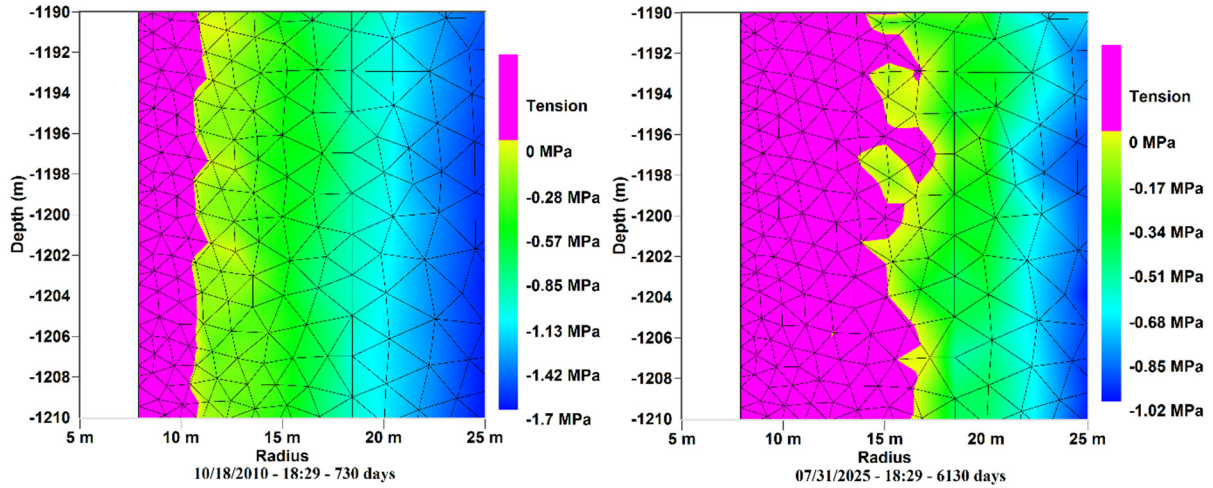 -1190
-1192
-1194
-1196
-1198
-1200
-1202
-1204
-1206
-1208
-1210
Depth (m)
5 m
10 m
15 m
20 m
25 m
Radius
10/18/2010 - 18:29 - 730 days
Tension
0 MPa
-0.28 MPa
-0.57 MPa
-0.85 MPa
-1.13 MPa
-1.42 MPa
-1.7 MPa
-1190
-1192
-1194
-1196
-1198
-1200
-1202
-1204
-1206
-1208
-1210
Depth (m)
5 m
10 m
15 m
20 m
25 m
Radius
07/31/2025 - 18:29 - 6130 days
Tension
0 MPa
-0.17 MPa
-0.34 MPa
-0.51 MPa
-0.68 MPa
-0.85 MPa
-1.02 MPa